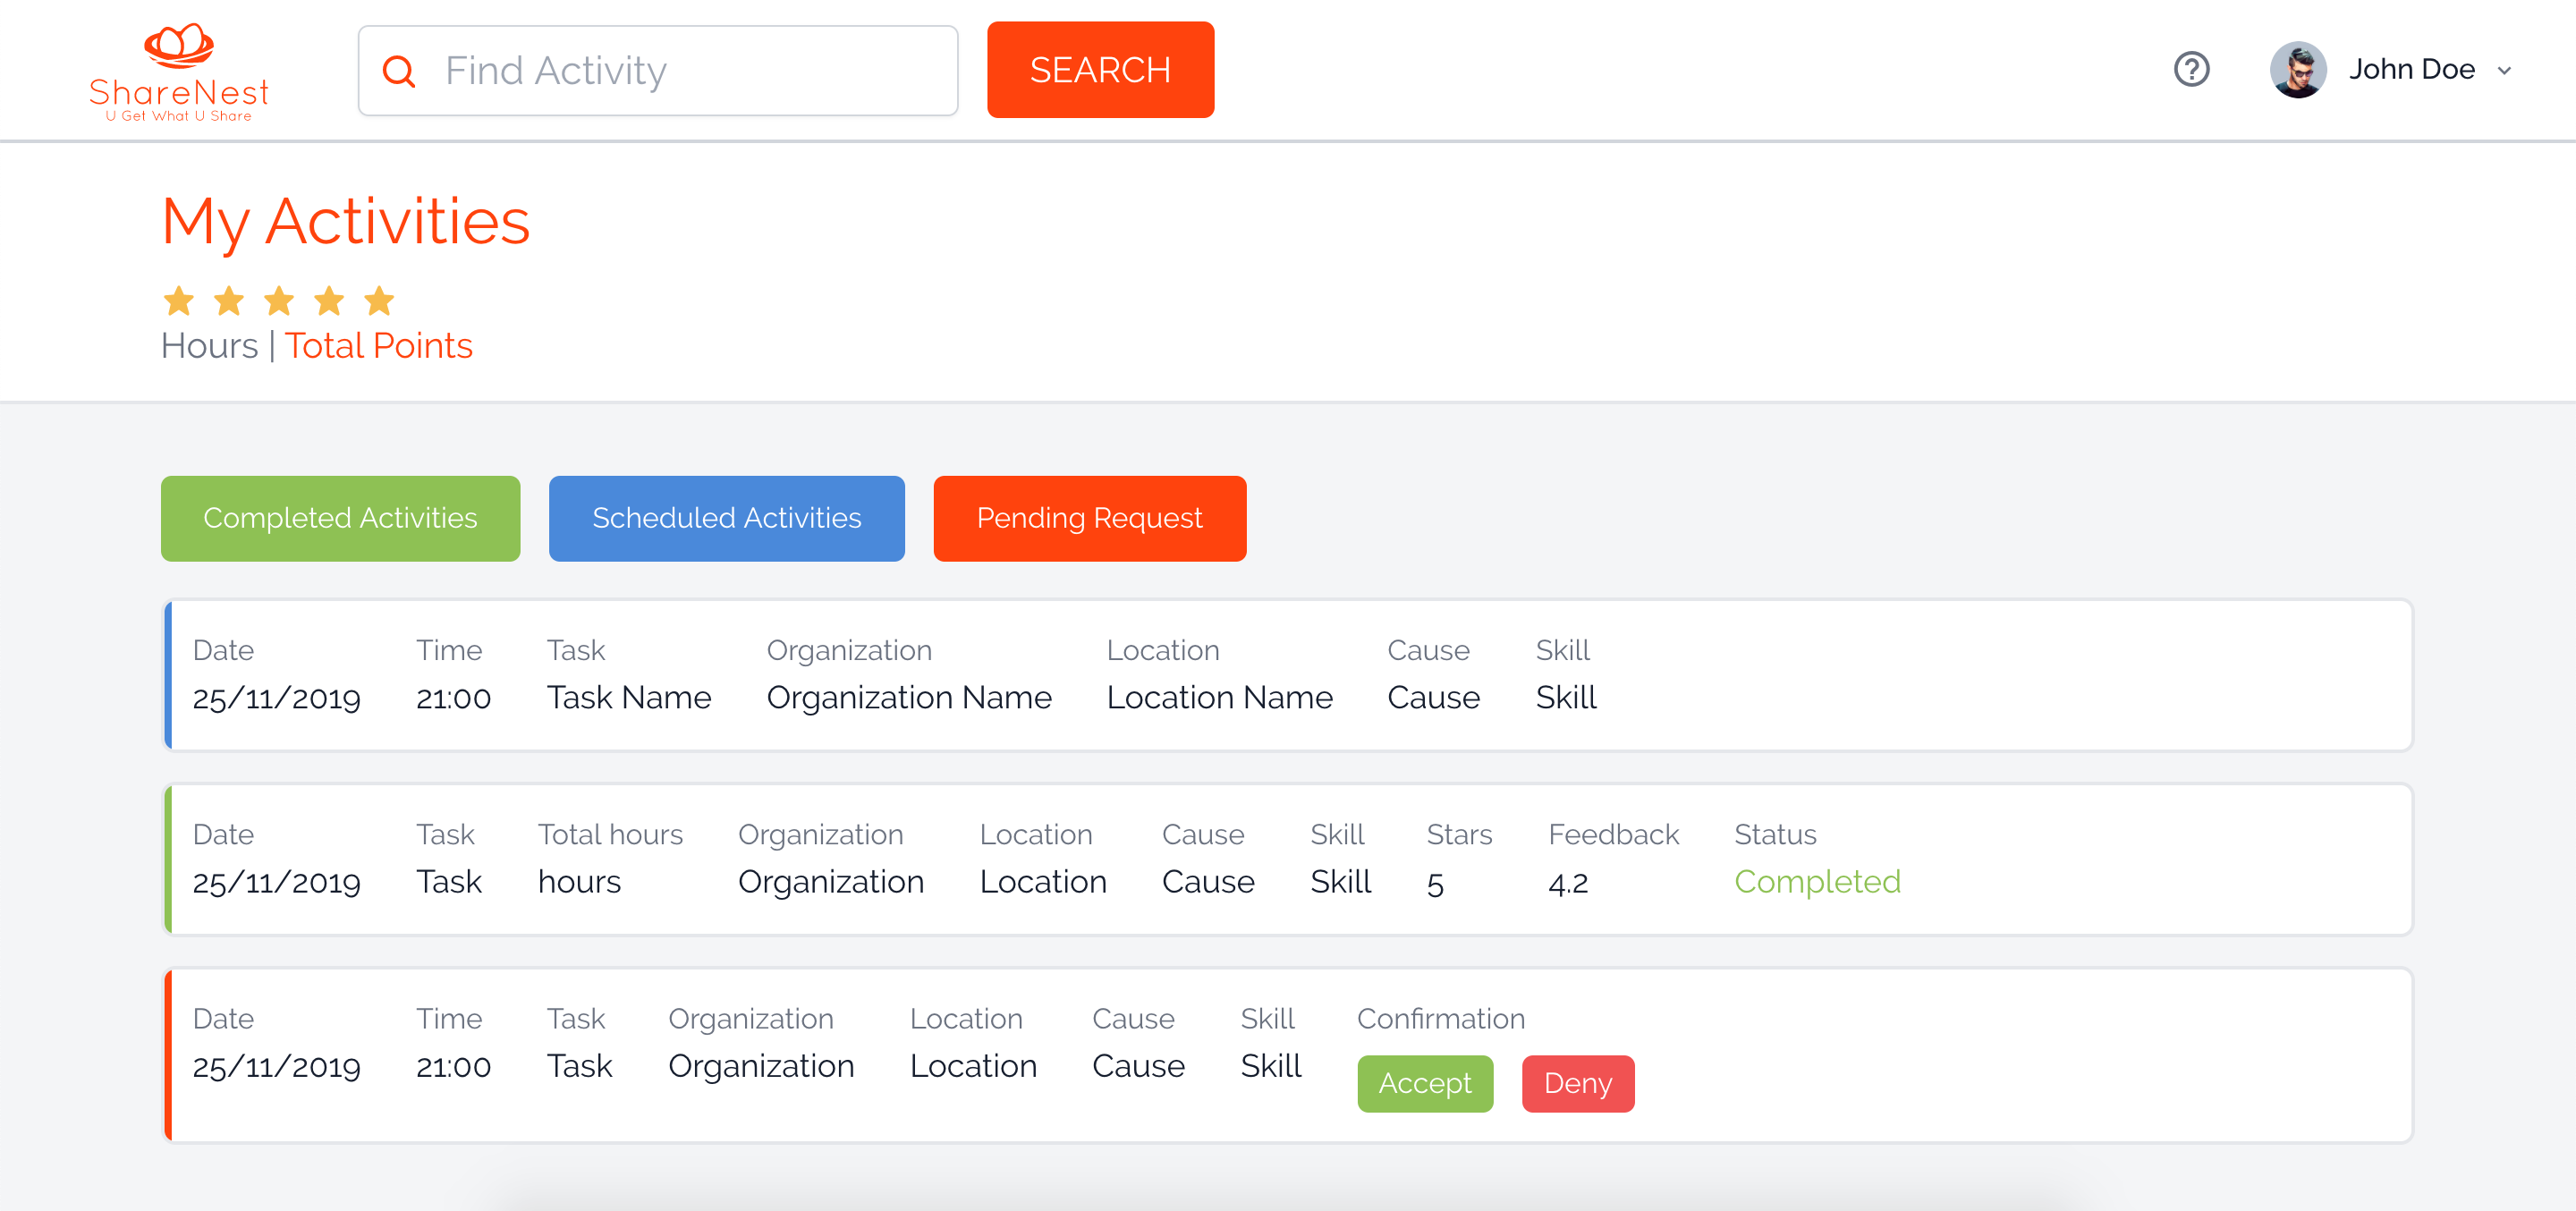 ShareNest
U Get What U Share
Find Activity
SEARCH
John Doe
My Activities
Hours | Total Points
Completed Activities
Scheduled Activities
Pending Request
Date Time Task Organization Location Cause Skill
25/11/2019 21:00 Task Name Organization Name Location Name Cause Skill
Date Task Total hours Organization Location Cause Skill Stars Feedback Status
25/11/2019 Task hours Organization Location Cause Skill 5 4.2 Completed
Date Time Task Organization Location Cause Skill Confirmation
25/11/2019 21:00 Task Organization Location Cause Skill
Accept Deny